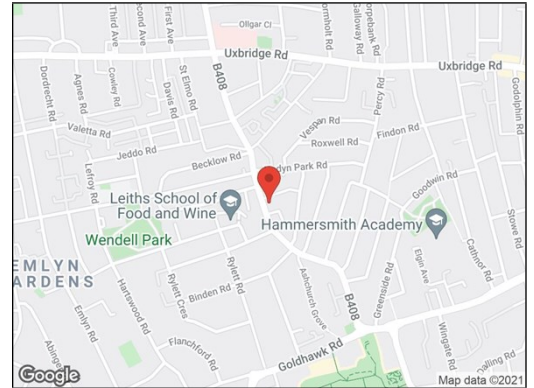 Third Ave
Second Ave
First Ave
Oligar Cl
Uxbridge Rd
Uxbridge Rd
B408
Galloway Rd
Percy Rd
Godolphin Rd
Dordrecht Rd
Agnes Rd
Cowley Rd
Davis Rd
St Elmo Rd
Valetta Rd
Vespan Rd
Roxwell Rd
Findon Rd
Jeddo Rd
Becklow Rd
Lefroy Rd
Leiths School of
Food and Wine
Goodwin Rd
Stowe Rd
Hammersmith Academy
Wendell Park
EMLYN
ARDENS
Emlyn Rd
Hartswood Rd
Rylett Cres
Rylett Rd
Binden Rd
Ashchurch Grove
B408
Greenside Rd
Elgin Ave
Cathnor Rd
Wingate Rd
Flanchford Rd
Goldhawk Rd
Google
Map data ©2021